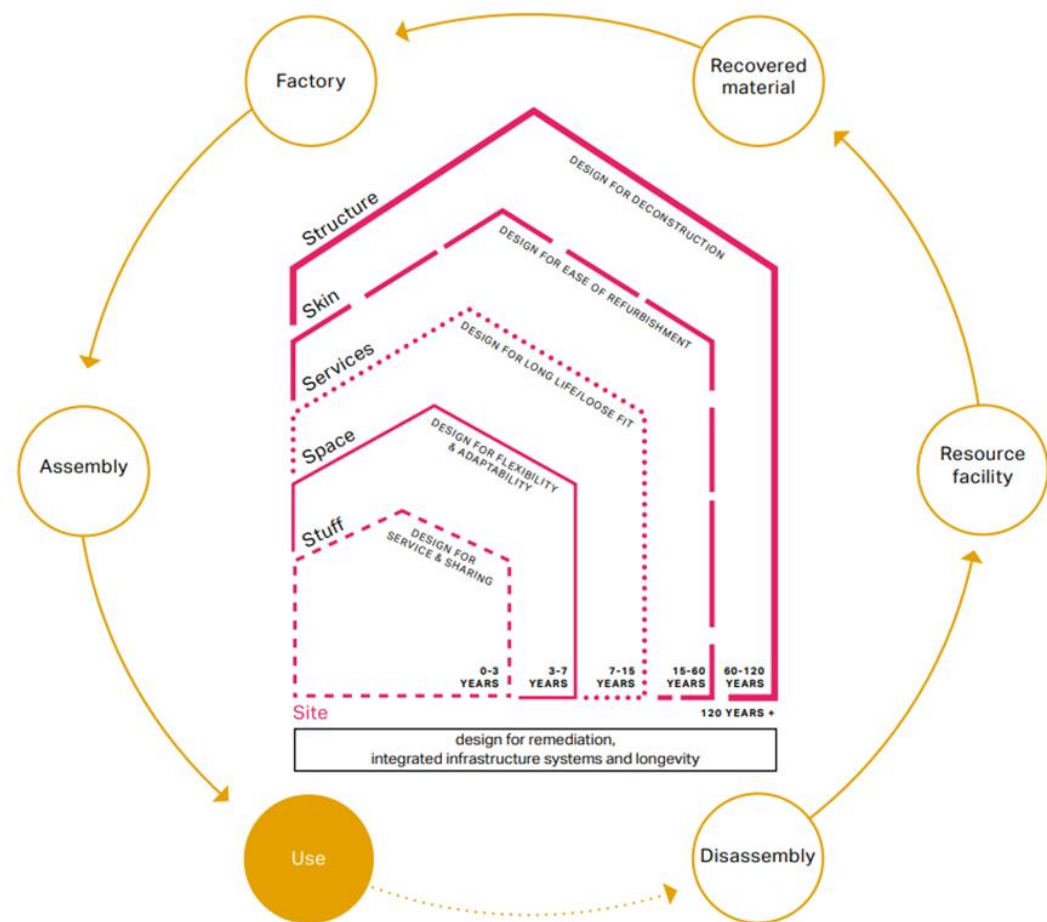 Factory
Recovered
material
Structure
DESIGN FOR DECONSTRUCTION
Skin
DESIGN FOR EASE OF REFURBISHMENT
Services
DESIGN FOR LONG LIFE/LOOSE FIT
Space
DESIGN FOR FLEXIBILITY
& ADAPTABILITY
Assembly
Resource
facility
Stuff
DESIGN FOR
SERVICE & SHARING
0-3
YEARS
3-7
YEARS
7-15
YEARS
15-60
YEARS
60-120
YEARS
Site
120 YEARS +
design for remediation,
integrated infrastructure systems and longevity
Use
Disassembly